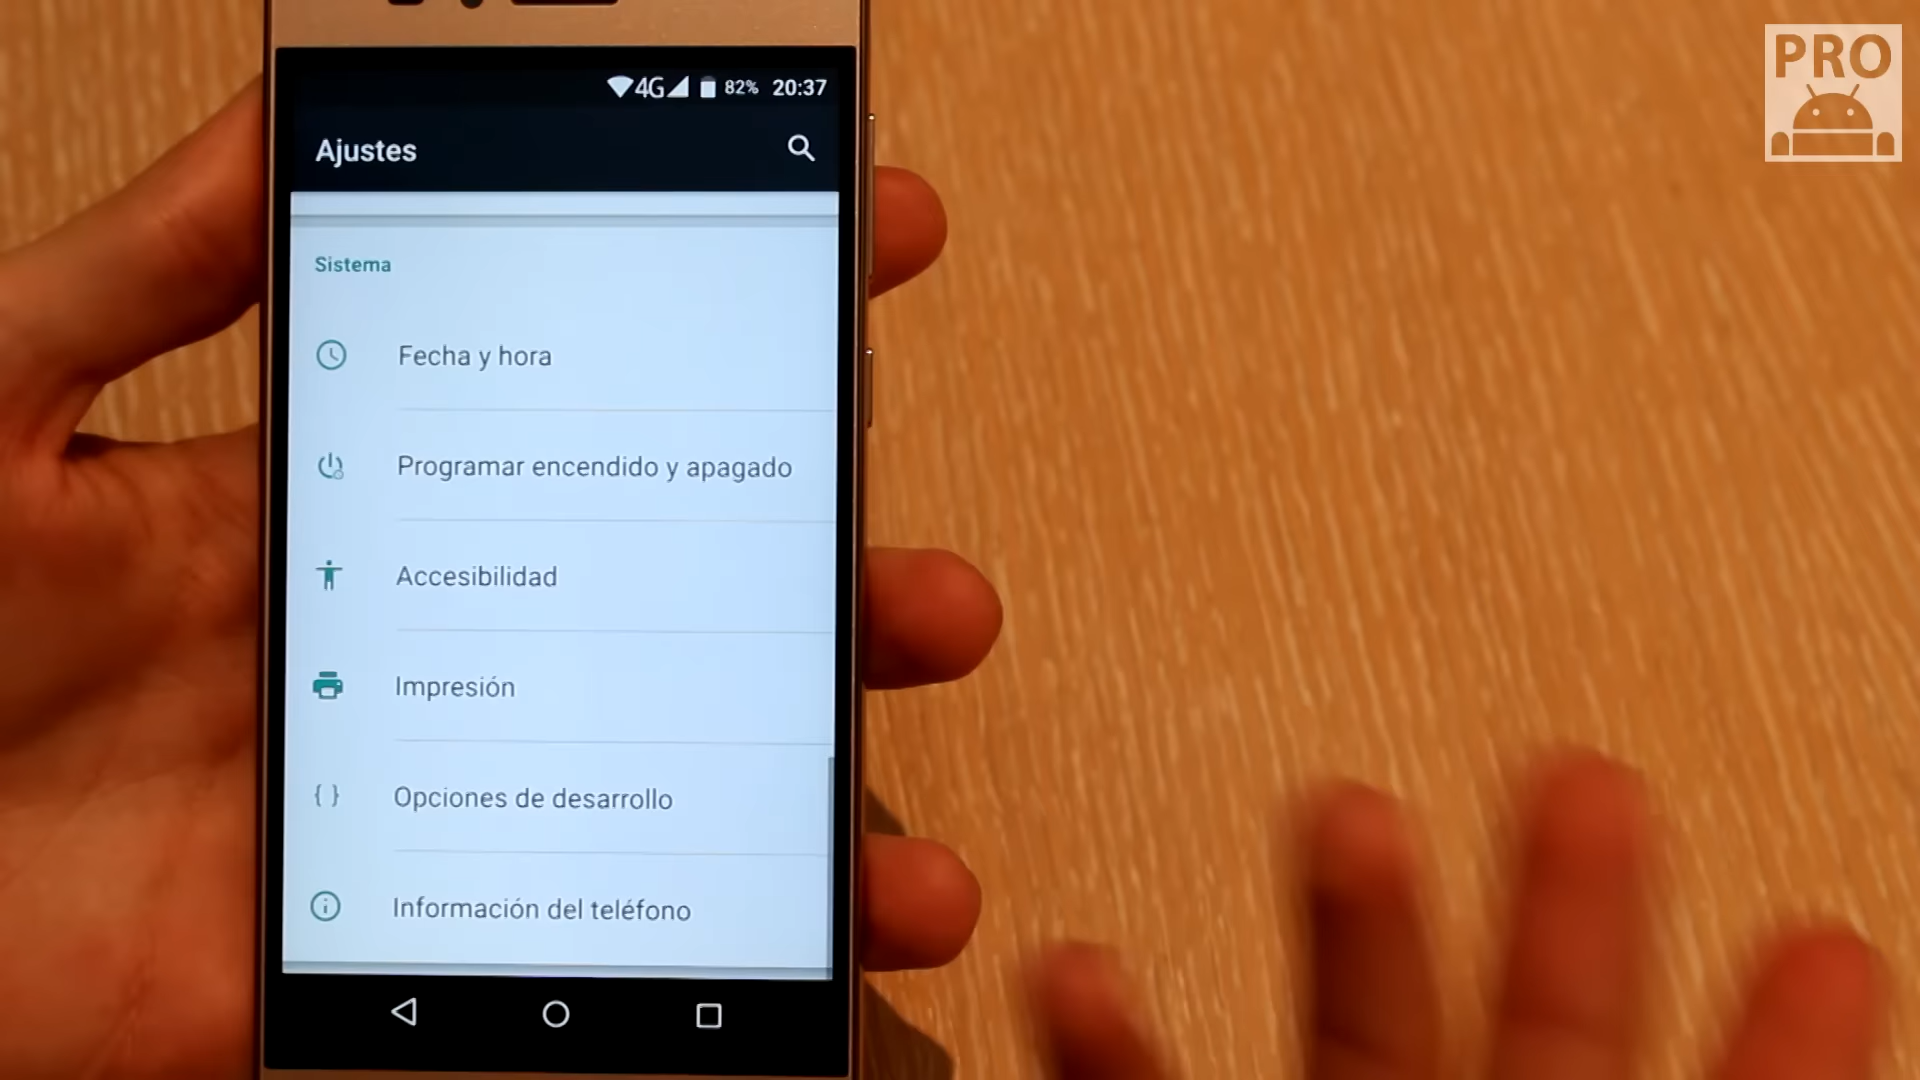 PRO
4G 82% 20:37
Ajustes
Sistema
Fecha y hora
Programar encendido y apagado
Accesibilidad
Impresión
{ } Opciones de desarrollo
Información del teléfono